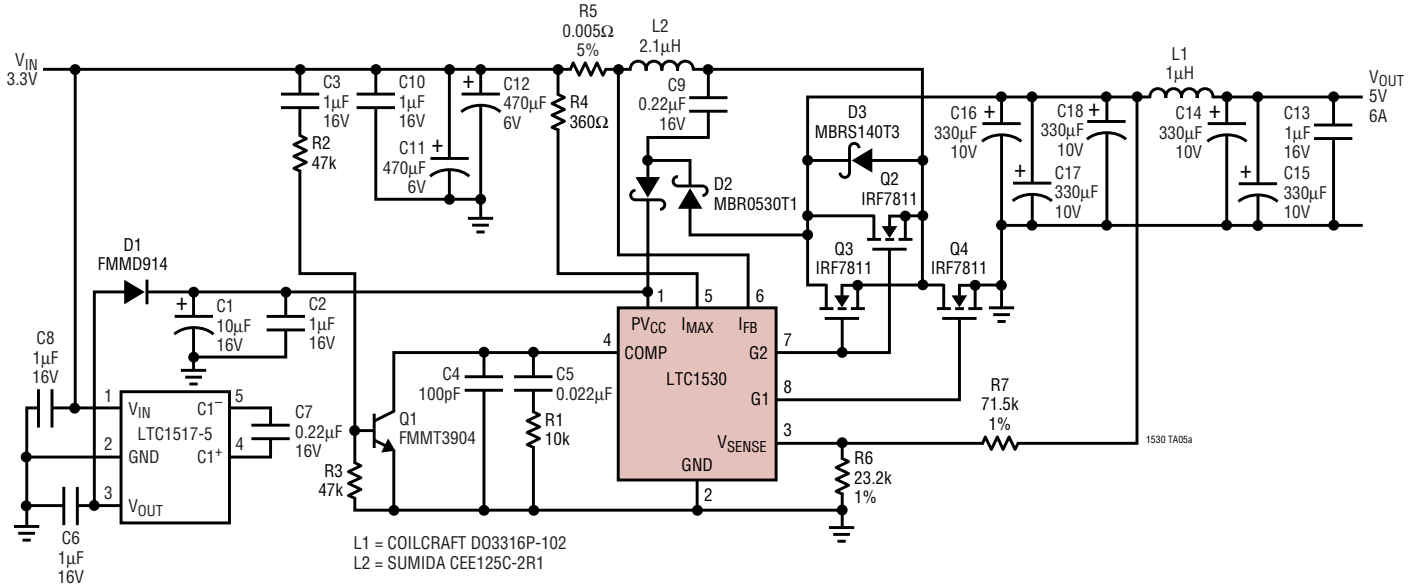 V_IN
3.3V
R5
0.005Ω
5%
L2
2.1µH
C3
1µF
16V
R2
47k
C10
1µF
16V
C11
470µF
6V
+
C12
470µF
6V
+
R4
360Ω
C9
0.22µF
16V
D2
MBR0530T1
D3
MBRS140T3
Q2
IRF7811
Q3
IRF7811
Q4
IRF7811
C16
330µF
10V
+
C17
330µF
10V
+
C18
330µF
10V
+
L1
1µH
C14
330µF
10V
+
C15
330µF
10V
+
C13
1µF
16V
V_OUT
5V
6A
D1
FMMD914
+
C1
10µF
16V
C2
1µF
16V
C8
1µF
16V
1
V_IN
2
GND
3
V_OUT
LTC1517-5
C1⁻
5
C1⁺
4
C7
0.22µF
16V
C6
1µF
16V
R3
47k
Q1
FMMT3904
C4
100pF
C5
0.022µF
R1
10k
1
5
6
PV_CC
I_MAX
I_FB
4
COMP
LTC1530
G2
7
G1
8
V_SENSE
3
GND
2
R7
71.5k
1%
R6
23.2k
1%
1530 TA05a
L1 = COILCRAFT DO3316P-102
L2 = SUMIDA CEE125C-2R1